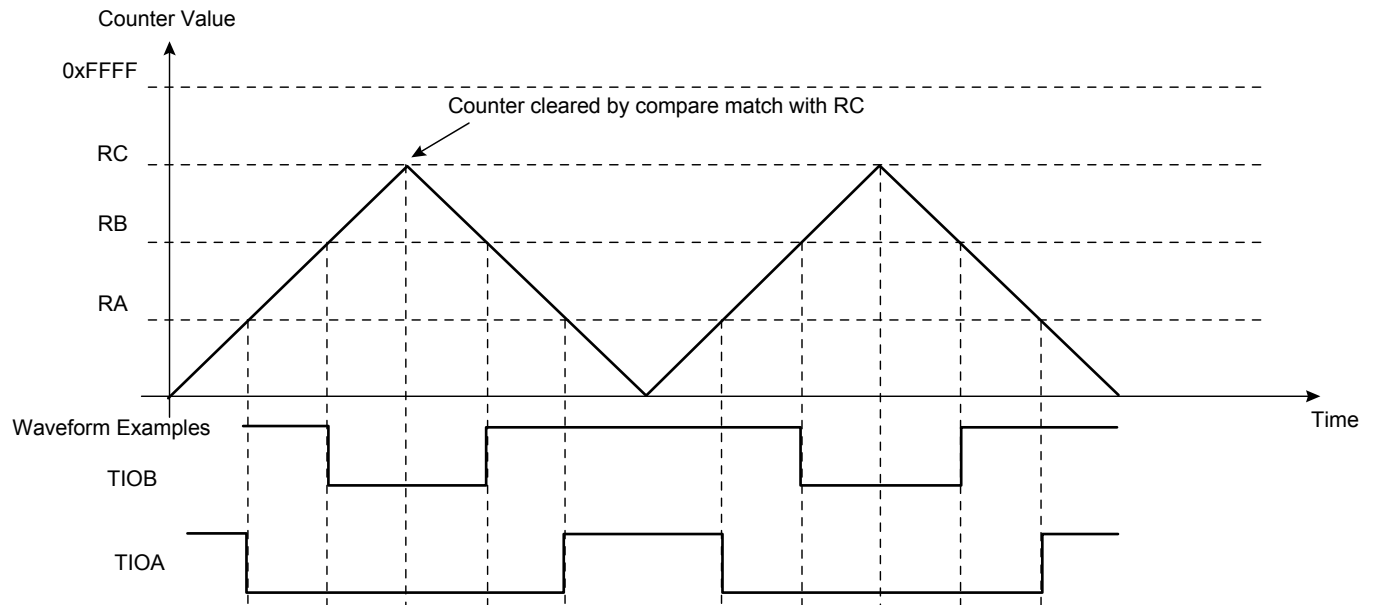 Counter Value
0xFFFF
Counter cleared by compare match with RC
RC
RB
RA
Time
Waveform Examples
TIOB
TIOA